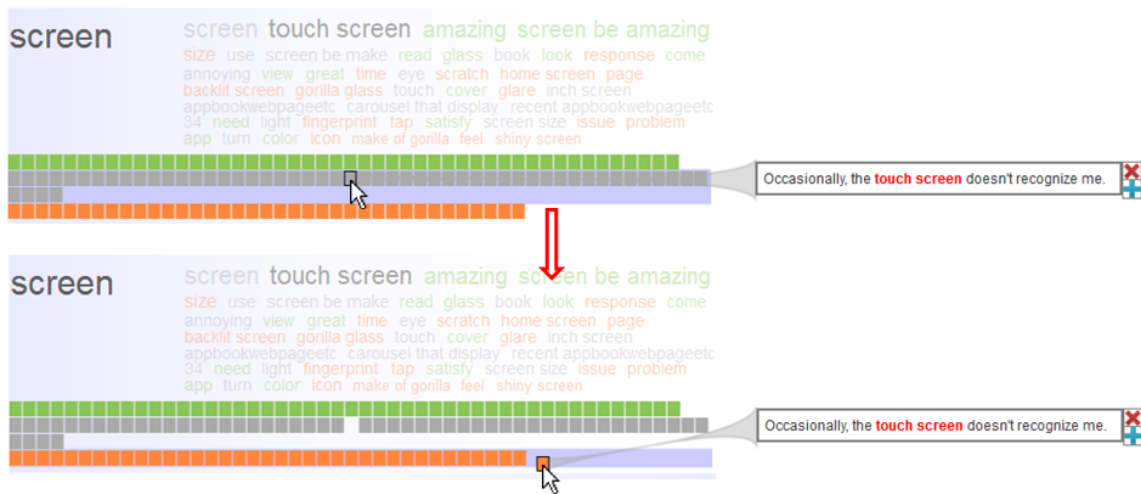 screen
screen touch screen amazing screen be amazing
size use screen be make read glass book look response come
annoying view great time eye scratch home screen page
backlit screen gorilla glass touch cover glare inch screen
appbookwebpageetc carousel that display recent appbookwebpageetc
34 need light fingerprint tap satisfy screen size issue problem
app turn color icon make of gorilla feel shiny screen
Occasionally, the touch screen doesn't recognize me.
screen
screen touch screen amazing screen be amazing
size use screen be make read glass book look response come
annoying view great time eye scratch home screen page
backlit screen gorilla glass touch cover glare inch screen
appbookwebpageetc carousel that display recent appbookwebpageetc
34 need light fingerprint tap satisfy screen size issue problem
app turn color icon make of gorilla feel shiny screen
Occasionally, the touch screen doesn't recognize me.